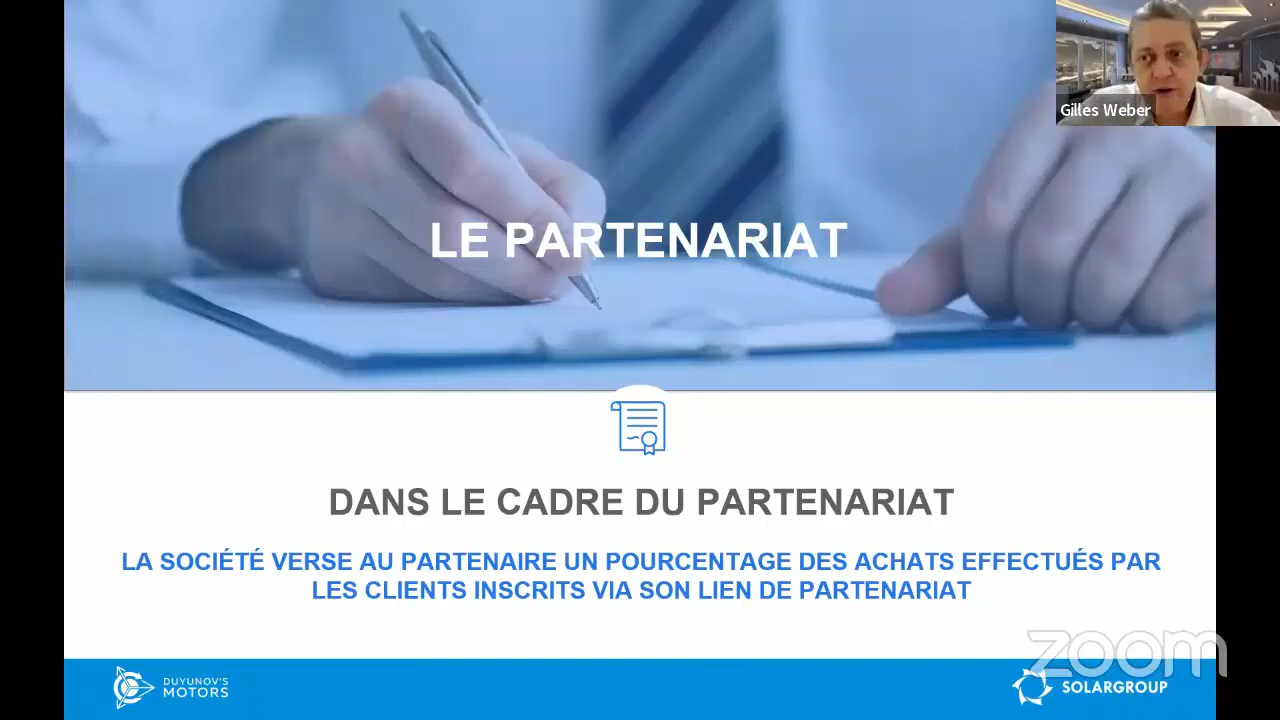 Gilles Weber
LE PARTENARIAT
DANS LE CADRE DU PARTENARIAT
LA SOCIÉTÉ VERSE AU PARTENAIRE UN POURCENTAGE DES ACHATS EFFECTUÉS PAR
LES CLIENTS INSCRITS VIA SON LIEN DE PARTENARIAT
zoom
DUYUNOV'S
MOTORS
SOLARGROUP